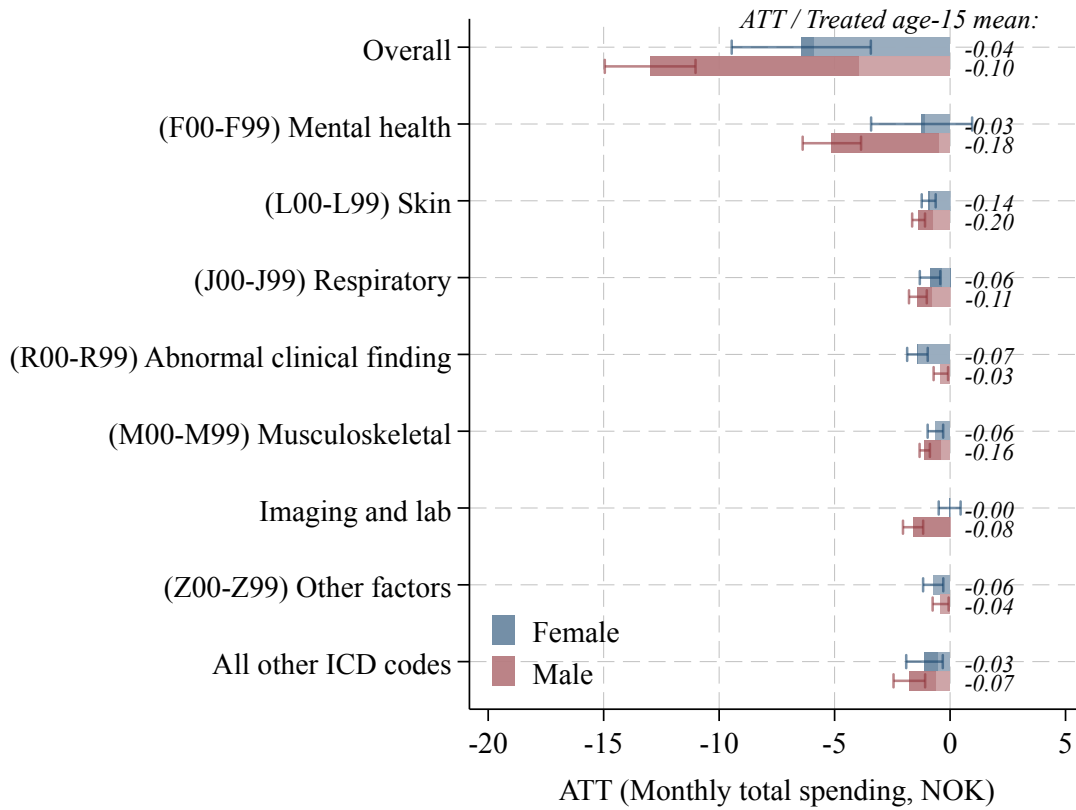 ATT / Treated age-15 mean:
Overall
-0.04
-0.10
(F00-F99) Mental health
-0.03
-0.18
(L00-L99) Skin
-0.14
-0.20
(J00-J99) Respiratory
-0.06
-0.11
(R00-R99) Abnormal clinical finding
-0.07
-0.03
(M00-M99) Musculoskeletal
-0.06
-0.16
Imaging and lab
-0.00
-0.08
(Z00-Z99) Other factors
-0.06
-0.04
Female
All other ICD codes
-0.03
Male
-0.07
-20 -15 -10 -5 0 5
ATT (Monthly total spending, NOK)